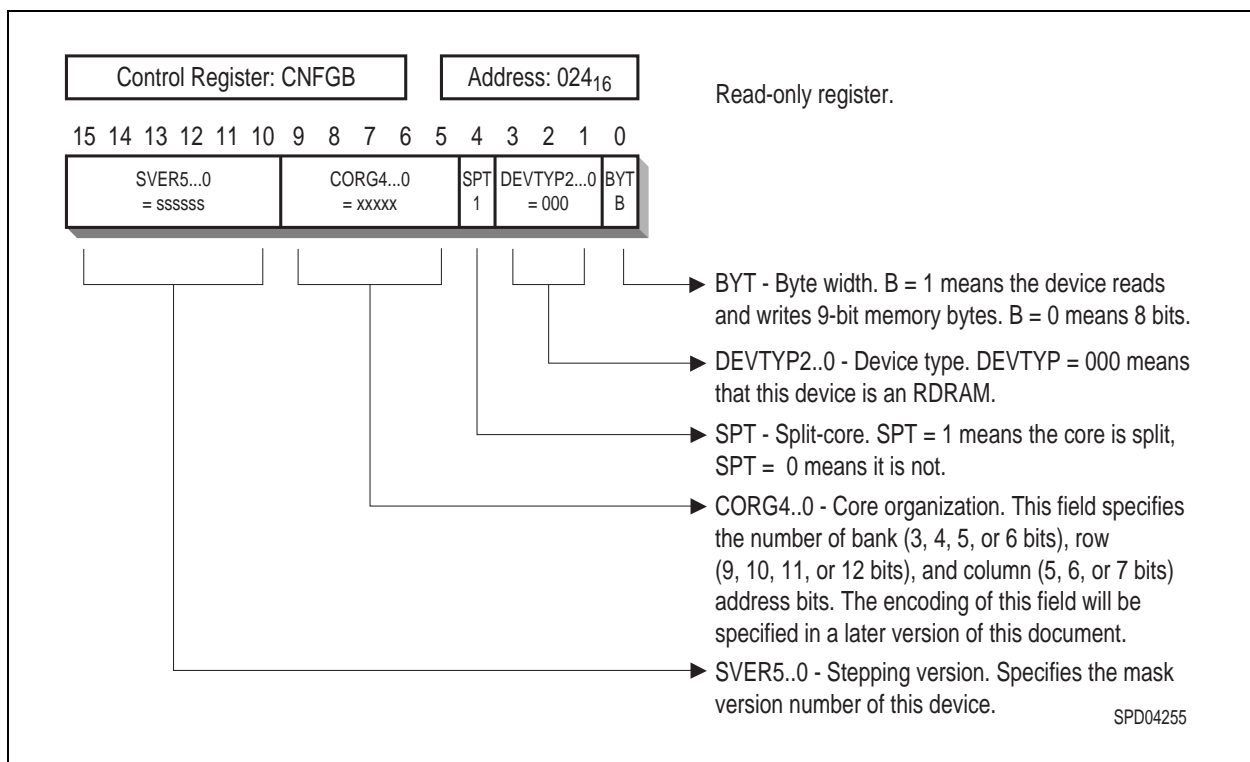 Control Register: CNFGB
Address: 024₁₆
Read-only register.
15 14 13 12 11 10 9 8 7 6 5 4 3 2 1 0
SVER5...0 CORG4...0 SPT DEVTYP2...0 BYT
= ssssss = xxxxx 1 = 000 B
BYT - Byte width. B = 1 means the device reads
and writes 9-bit memory bytes. B = 0 means 8 bits.
DEVTYP2..0 - Device type. DEVTYP = 000 means
that this device is an RDRAM.
SPT - Split-core. SPT = 1 means the core is split,
SPT = 0 means it is not.
CORG4..0 - Core organization. This field specifies
the number of bank (3, 4, 5, or 6 bits), row
(9, 10, 11, or 12 bits), and column (5, 6, or 7 bits)
address bits. The encoding of this field will be
specified in a later version of this document.
SVER5..0 - Stepping version. Specifies the mask
version number of this device.
SPD04255